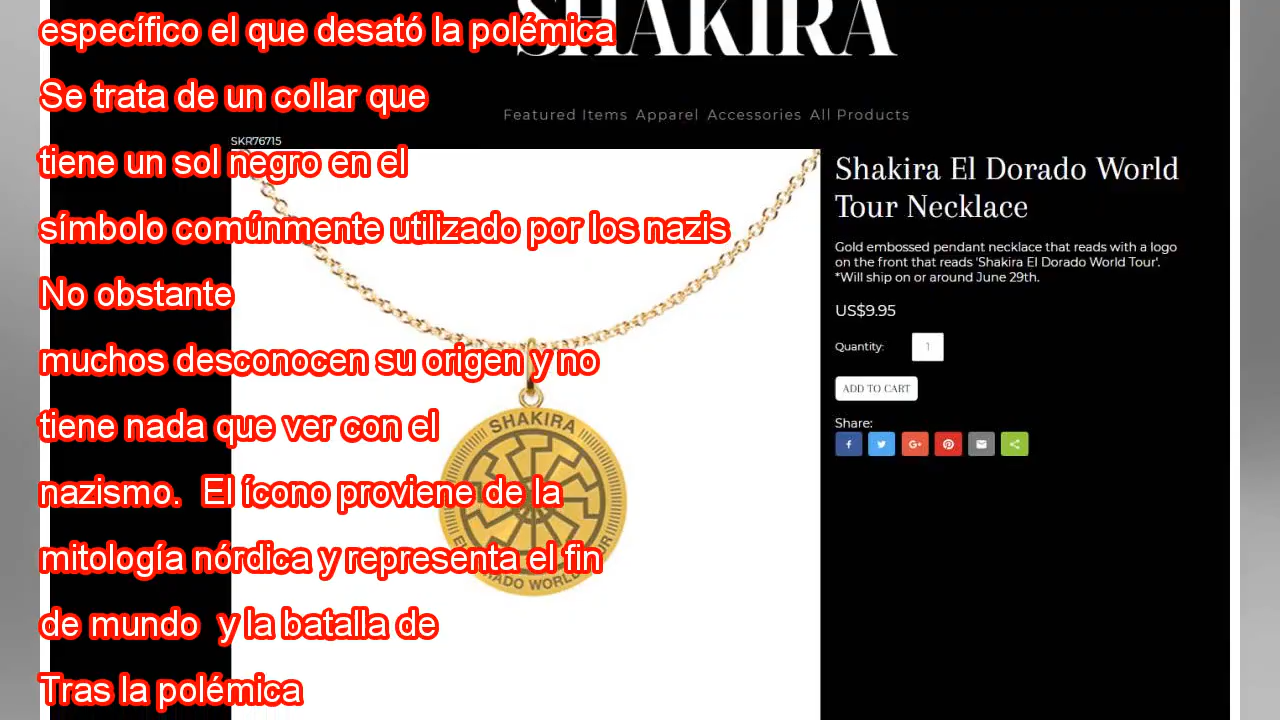 específico el que desató la polémica
Se trata de un collar que
tiene un sol negro en el
símbolo comúnmente utilizado por los nazis
No obstante
muchos desconocen su origen y no
tiene nada que ver con el
nazismo. El ícono proviene de la
mitología nórdica y representa el fin
de mundo y la batalla de
Tras la polémica
SHAKIRA
Featured Items Apparel Accessories All Products
SKR76715
Shakira El Dorado World
Tour Necklace
Gold embossed pendant necklace that reads with a logo
on the front that reads 'Shakira El Dorado World Tour'.
*Will ship on or around June 29th.
US$9.95
Quantity: 1
ADD TO CART
Share:
SHAKIRA
WORLD